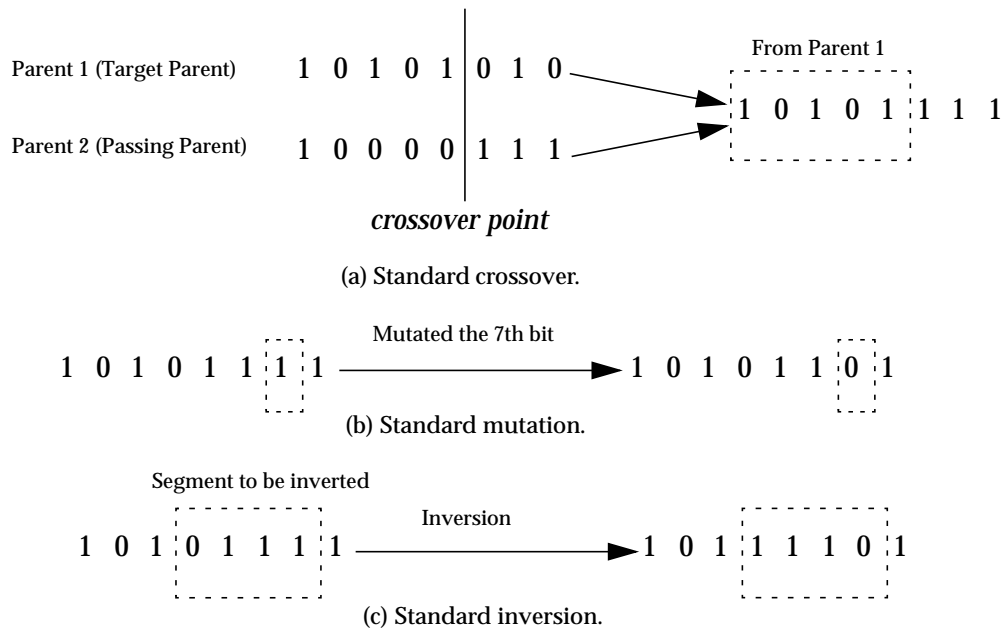 From Parent 1
Parent 1 (Target Parent) 1 0 1 0 1 0 1 0
1 0 1 0 1 1 1 1
Parent 2 (Passing Parent) 1 0 0 0 0 1 1 1
crossover point
(a) Standard crossover.
Mutated the 7th bit
1 0 1 0 1 1 1 1 1 0 1 0 1 1 0 1
(b) Standard mutation.
Segment to be inverted
Inversion
1 0 1 0 1 1 1 1 1 0 1 1 1 1 0 1
(c) Standard inversion.